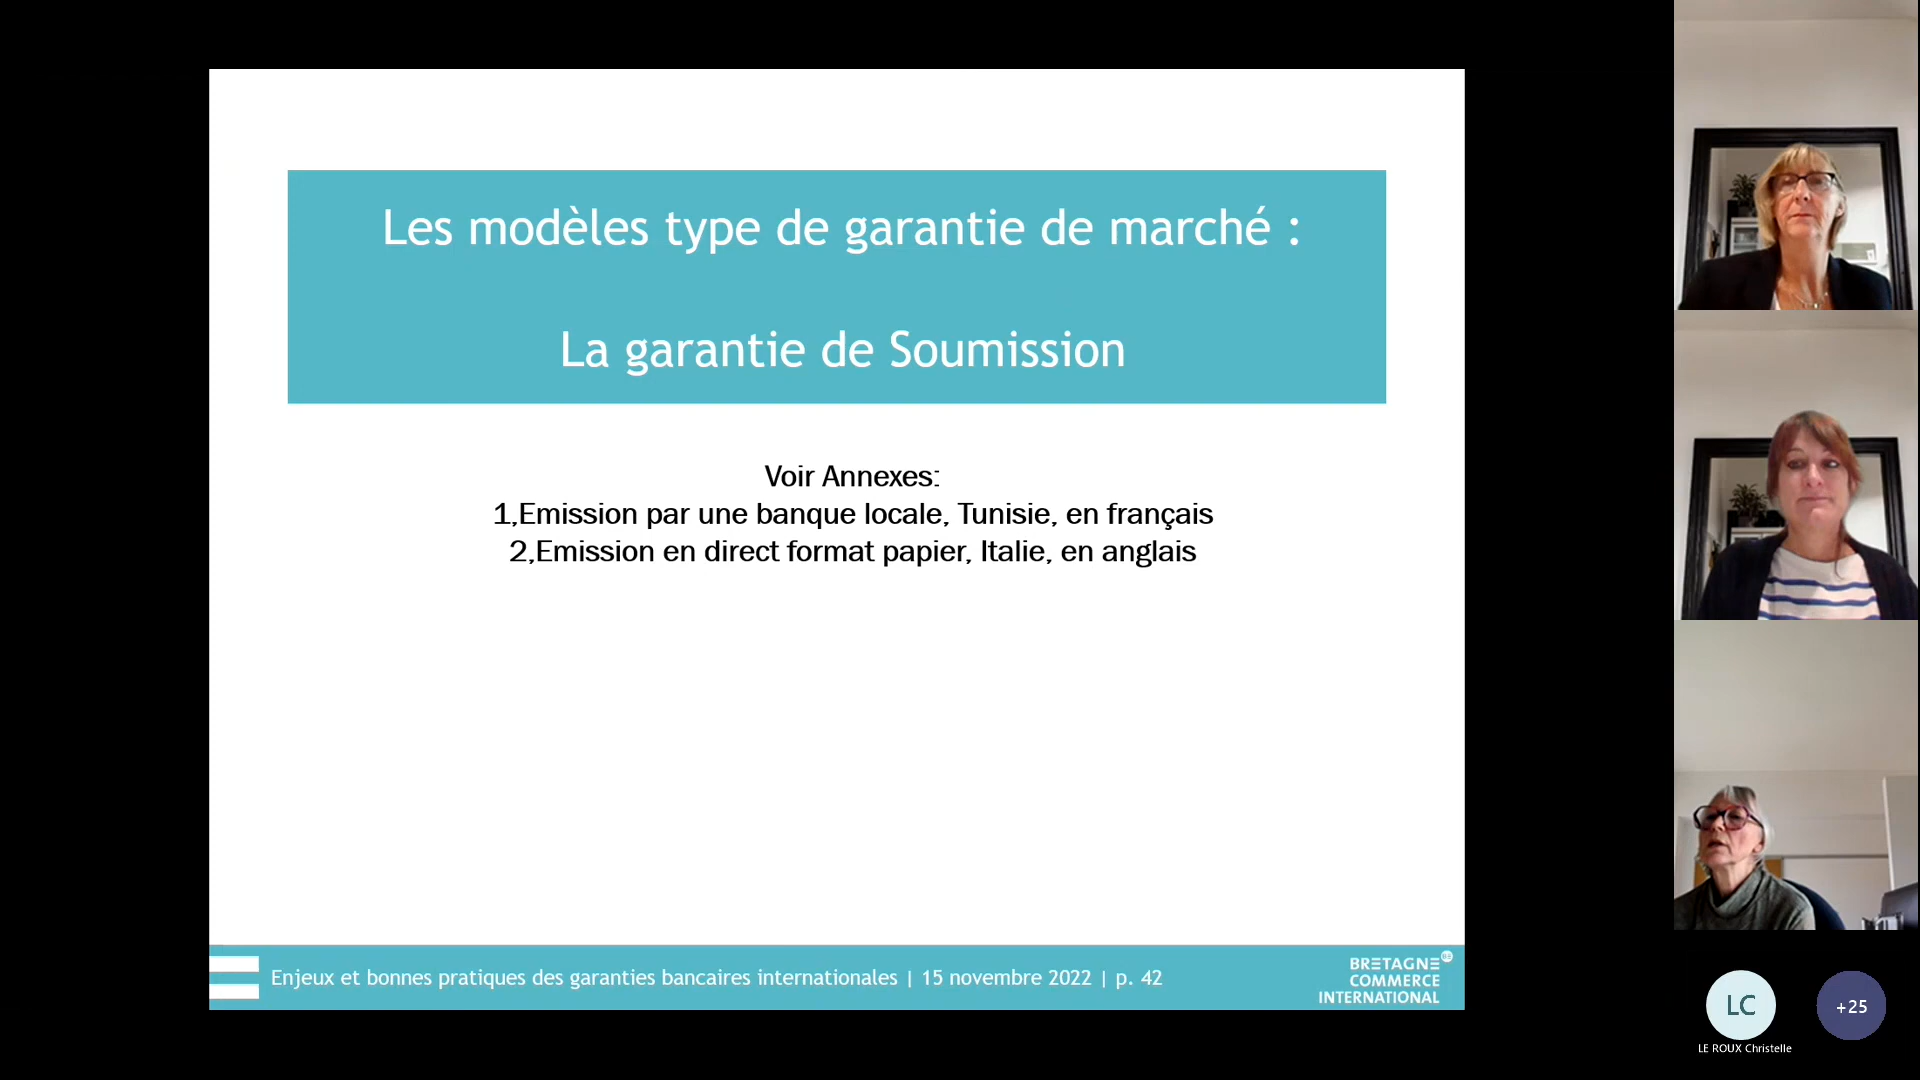 Les modèles type de garantie de marché :
La garantie de Soumission
Voir Annexes:
1,Emission par une banque locale, Tunisie, en français
2,Emission en direct format papier, Italie, en anglais
Enjeux et bonnes pratiques des garanties bancaires internationales | 15 novembre 2022 | p. 42
BRETAGNE
COMMERCE
INTERNATIONAL
LC
+25
LE ROUX Christelle